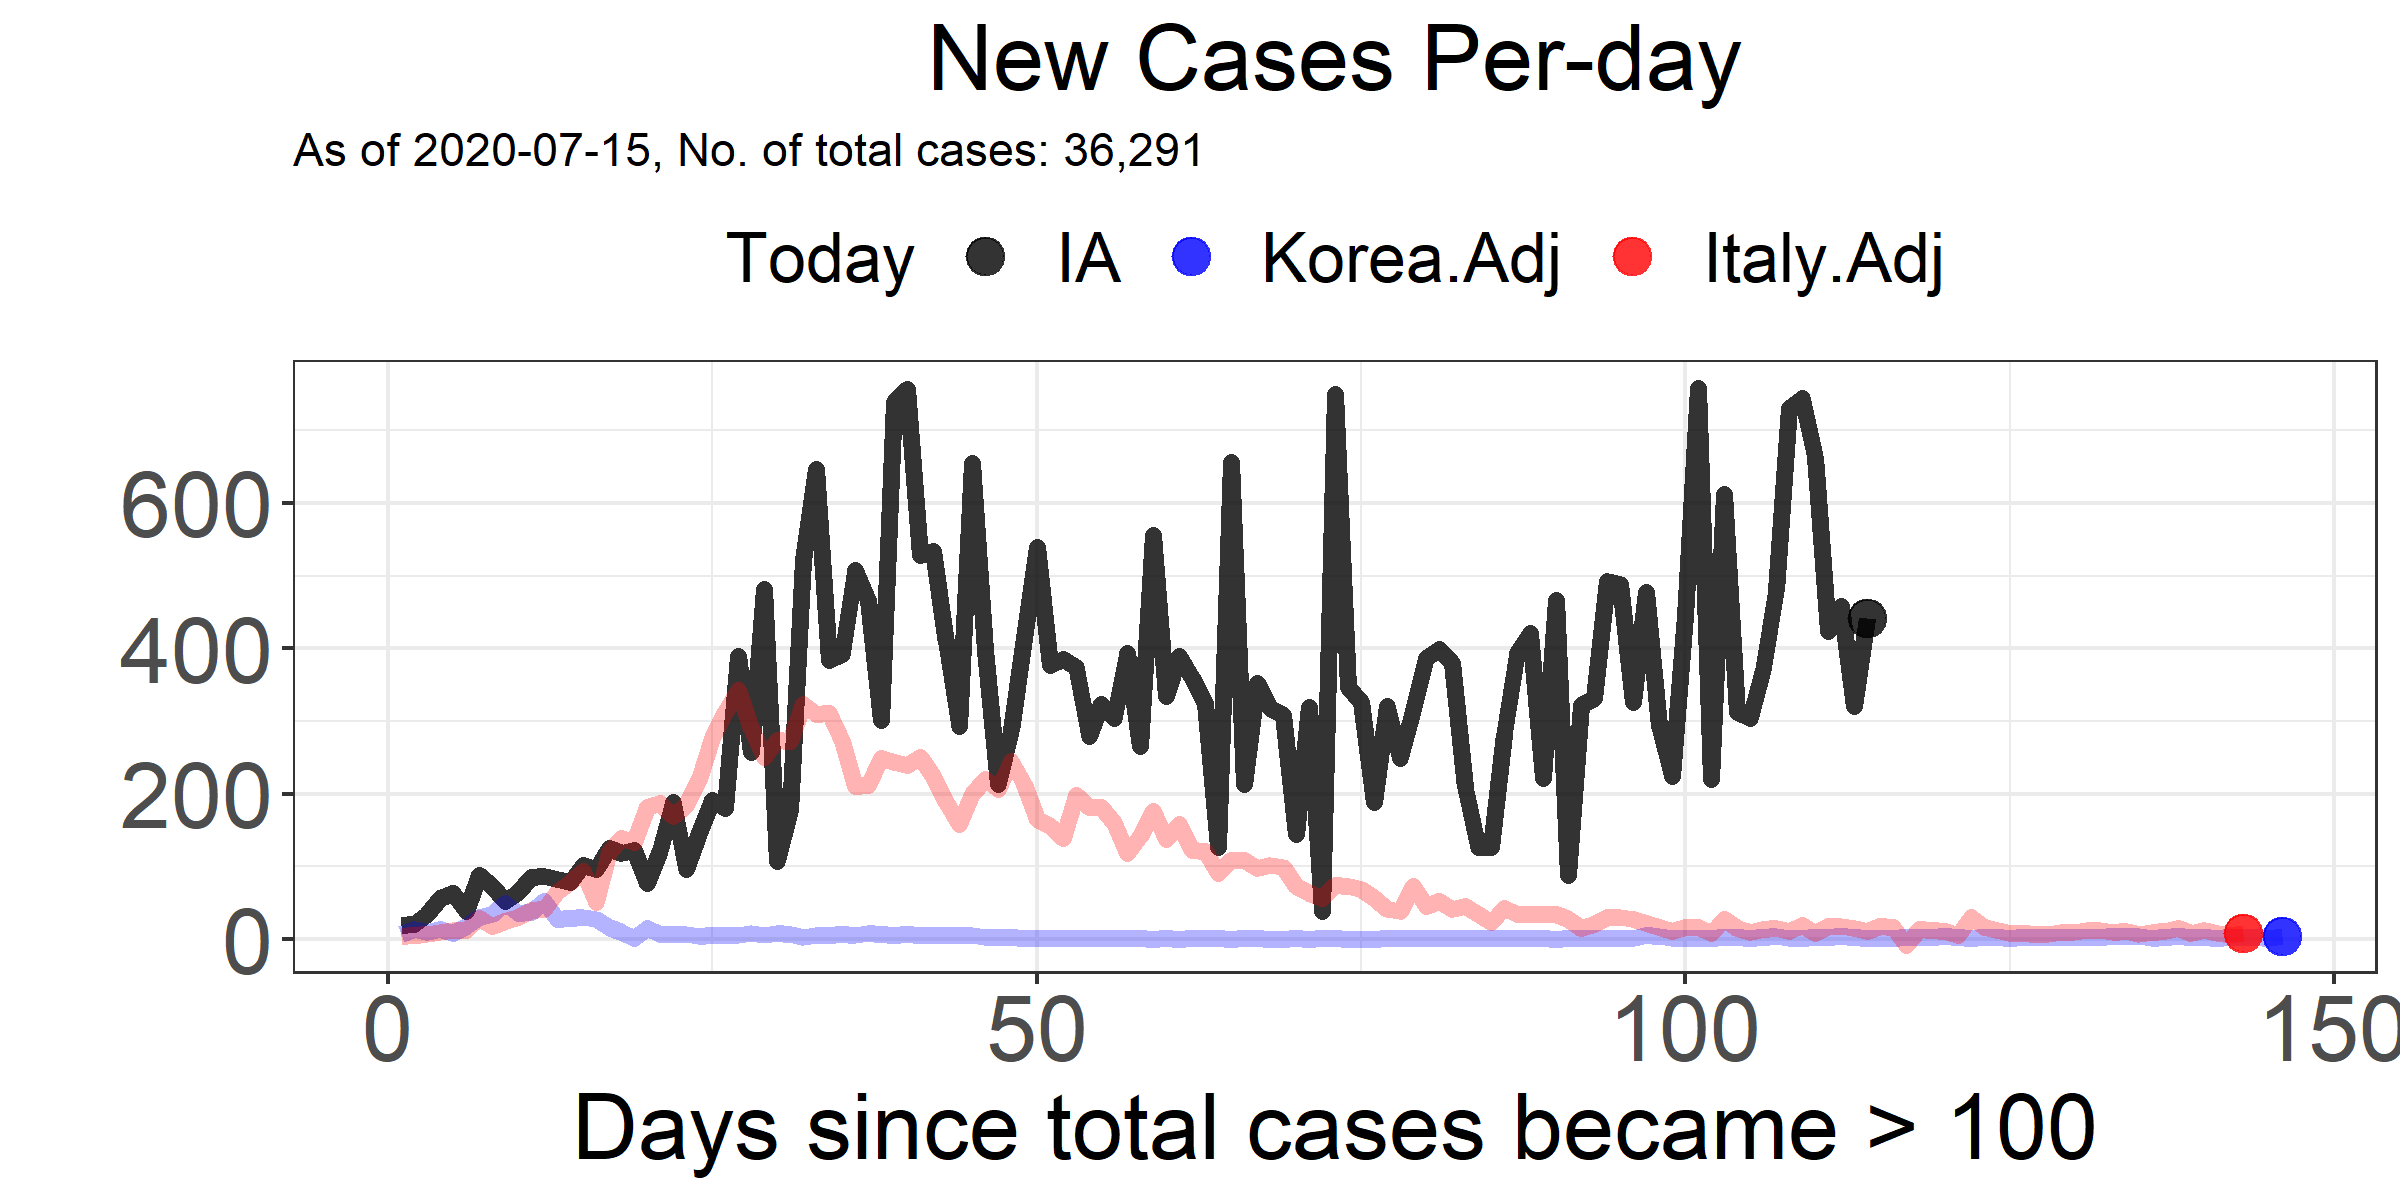 New Cases Per-day
As of 2020-07-15, No. of total cases: 36,291
Today IA Korea.Adj Italy.Adj
600
400
200
0
0 50 100 150
Days since total cases became > 100